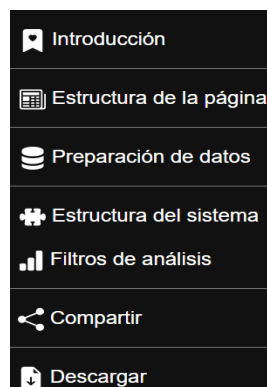 Introducción
Estructura de la página
Preparación de datos
Estructura del sistema
Filtros de análisis
Compartir
Descargar